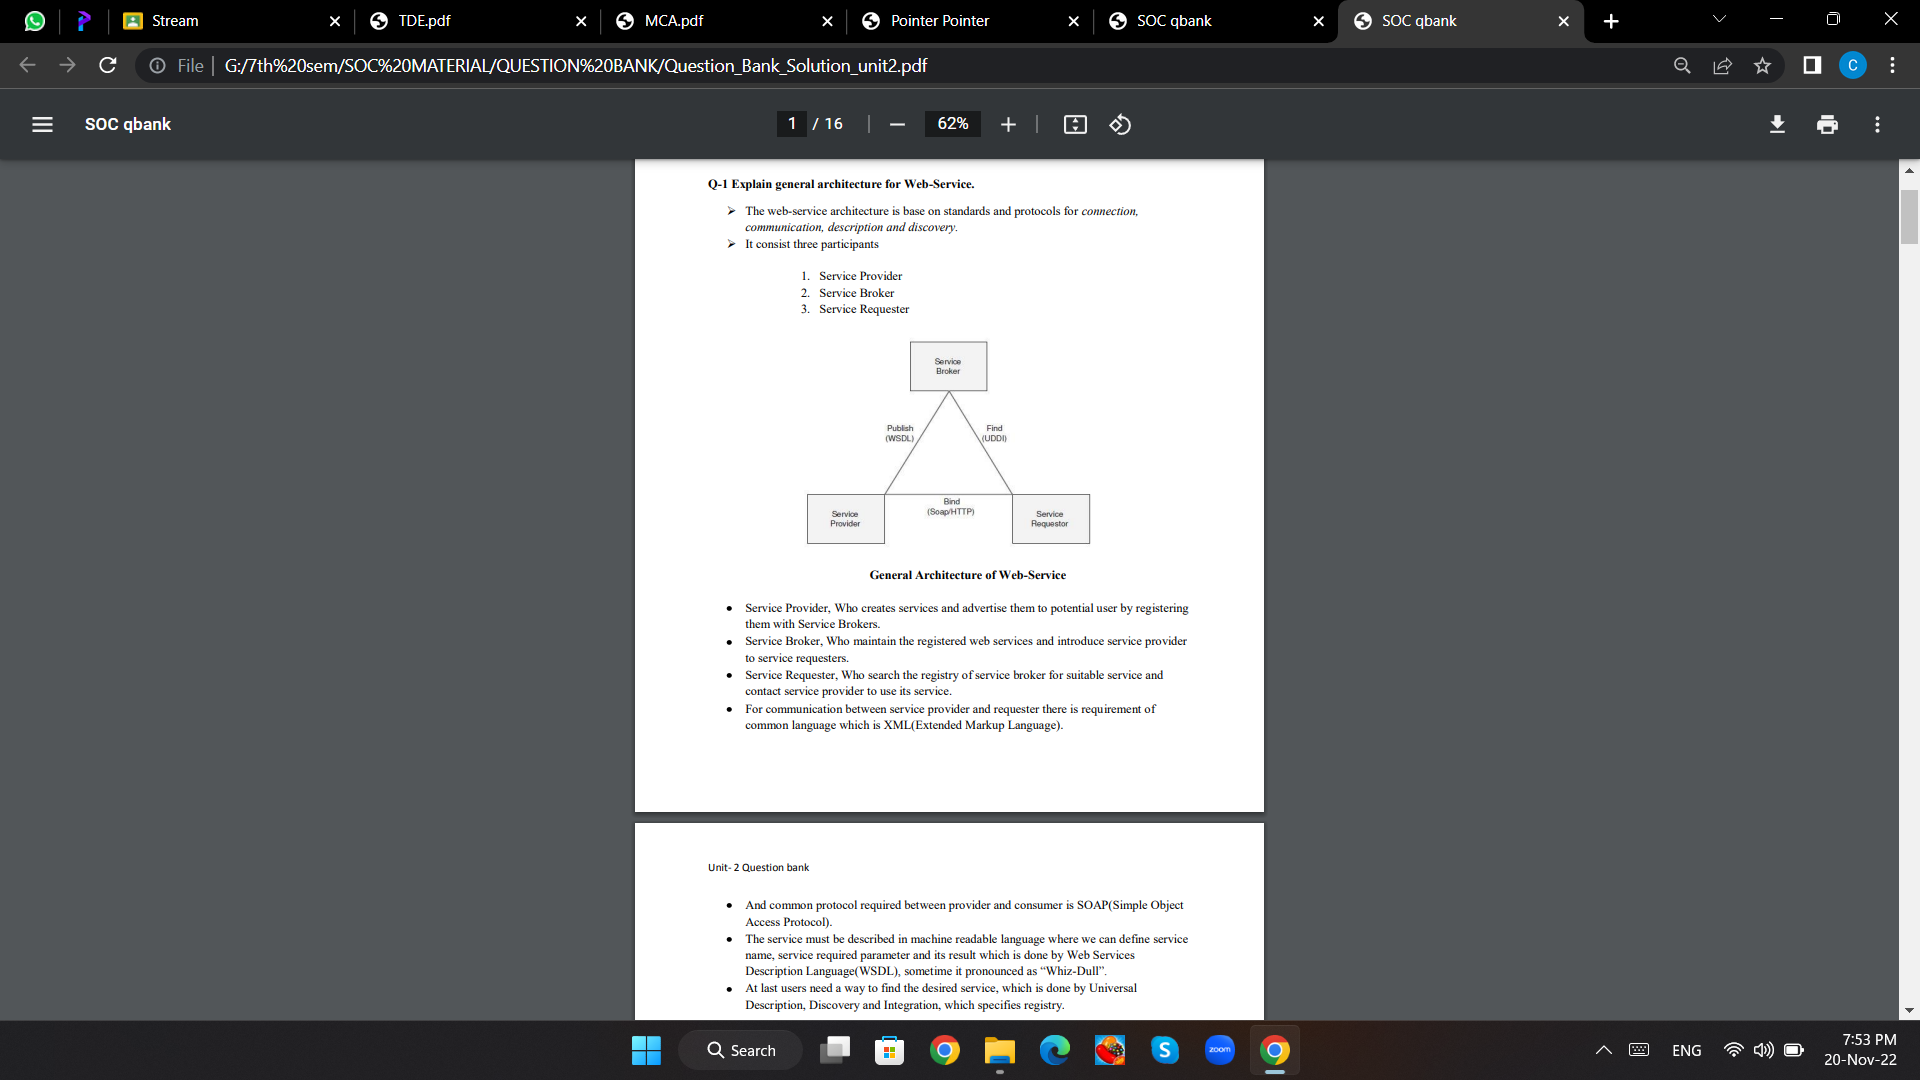 Stream
TDE.pdf
MCA.pdf
Pointer Pointer
SOC qbank
SOC qbank
File
G:/7th%20sem/SOC%20MATERIAL/QUESTION%20BANK/Question_Bank_Solution_unit2.pdf
C
SOC qbank
1 / 16
62%
Q-1 Explain general architecture for Web-Service.
➢ The web-service architecture is base on standards and protocols for connection,
communication, description and discovery.
➢ It consist three participants
1. Service Provider
2. Service Broker
3. Service Requester
Service
Broker
Publish
(WSDL)
Find
(UDDI)
Bind
(Soap/HTTP)
Service
Provider
Service
Requestor
General Architecture of Web-Service
• Service Provider, Who creates services and advertise them to potential user by registering
them with Service Brokers.
• Service Broker, Who maintain the registered web services and introduce service provider
to service requesters.
• Service Requester, Who search the registry of service broker for suitable service and
contact service provider to use its service.
• For communication between service provider and requester there is requirement of
common language which is XML(Extended Markup Language).
Unit- 2 Question bank
• And common protocol required between provider and consumer is SOAP(Simple Object
Access Protocol).
• The service must be described in machine readable language where we can define service
name, service required parameter and its result which is done by Web Services
Description Language(WSDL), sometime it pronounced as “Whiz-Dull”.
• At last users need a way to find the desired service, which is done by Universal
Description, Discovery and Integration, which specifies registry.
Search
zoom
ENG
7:53 PM
20-Nov-22